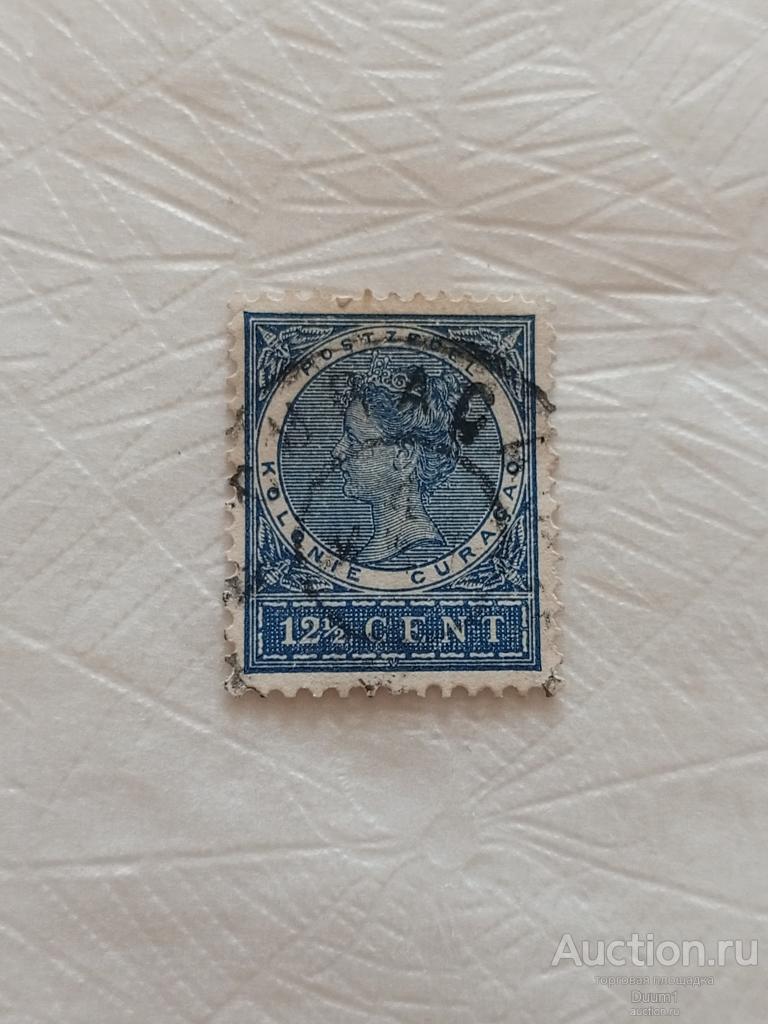 POSTZEGEL
KOLONIE CURAÇAO
12½ CENT
Auction.ru
торговая площадка
Duum1
auction.ru